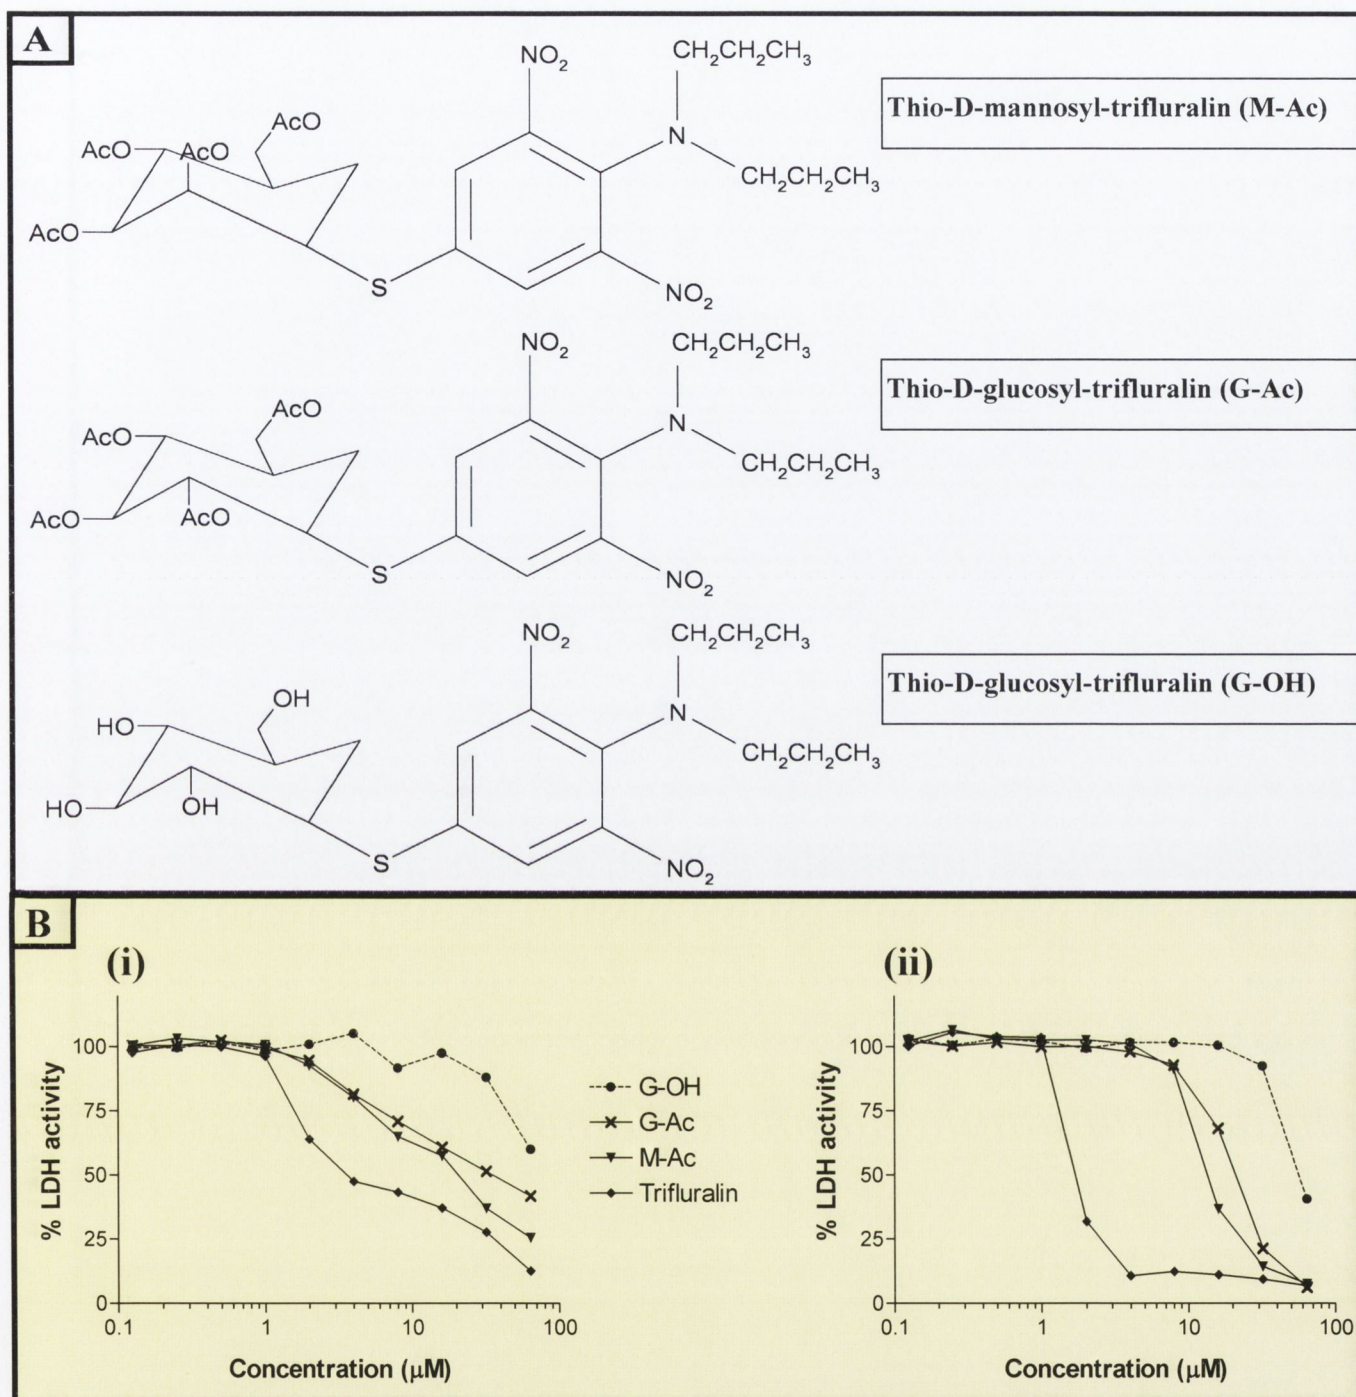 A
NO₂
CH₂CH₂CH₃
AcO
AcO
AcO
N
CH₂CH₂CH₃
AcO
S
NO₂
Thio-D-mannosyl-trifluralin (M-Ac)
NO₂
CH₂CH₂CH₃
AcO
AcO
N
CH₂CH₂CH₃
AcO
AcO
S
NO₂
Thio-D-glucosyl-trifluralin (G-Ac)
NO₂
CH₂CH₂CH₃
OH
HO
N
CH₂CH₂CH₃
HO
OH
S
NO₂
Thio-D-glucosyl-trifluralin (G-OH)
B
(i)
% LDH activity
100
75
50
25
0
0.1
1
10
100
Concentration (µM)
G-OH
G-Ac
M-Ac
Trifluralin
(ii)
% LDH activity
100
75
50
25
0
0.1
1
10
100
Concentration (µM)